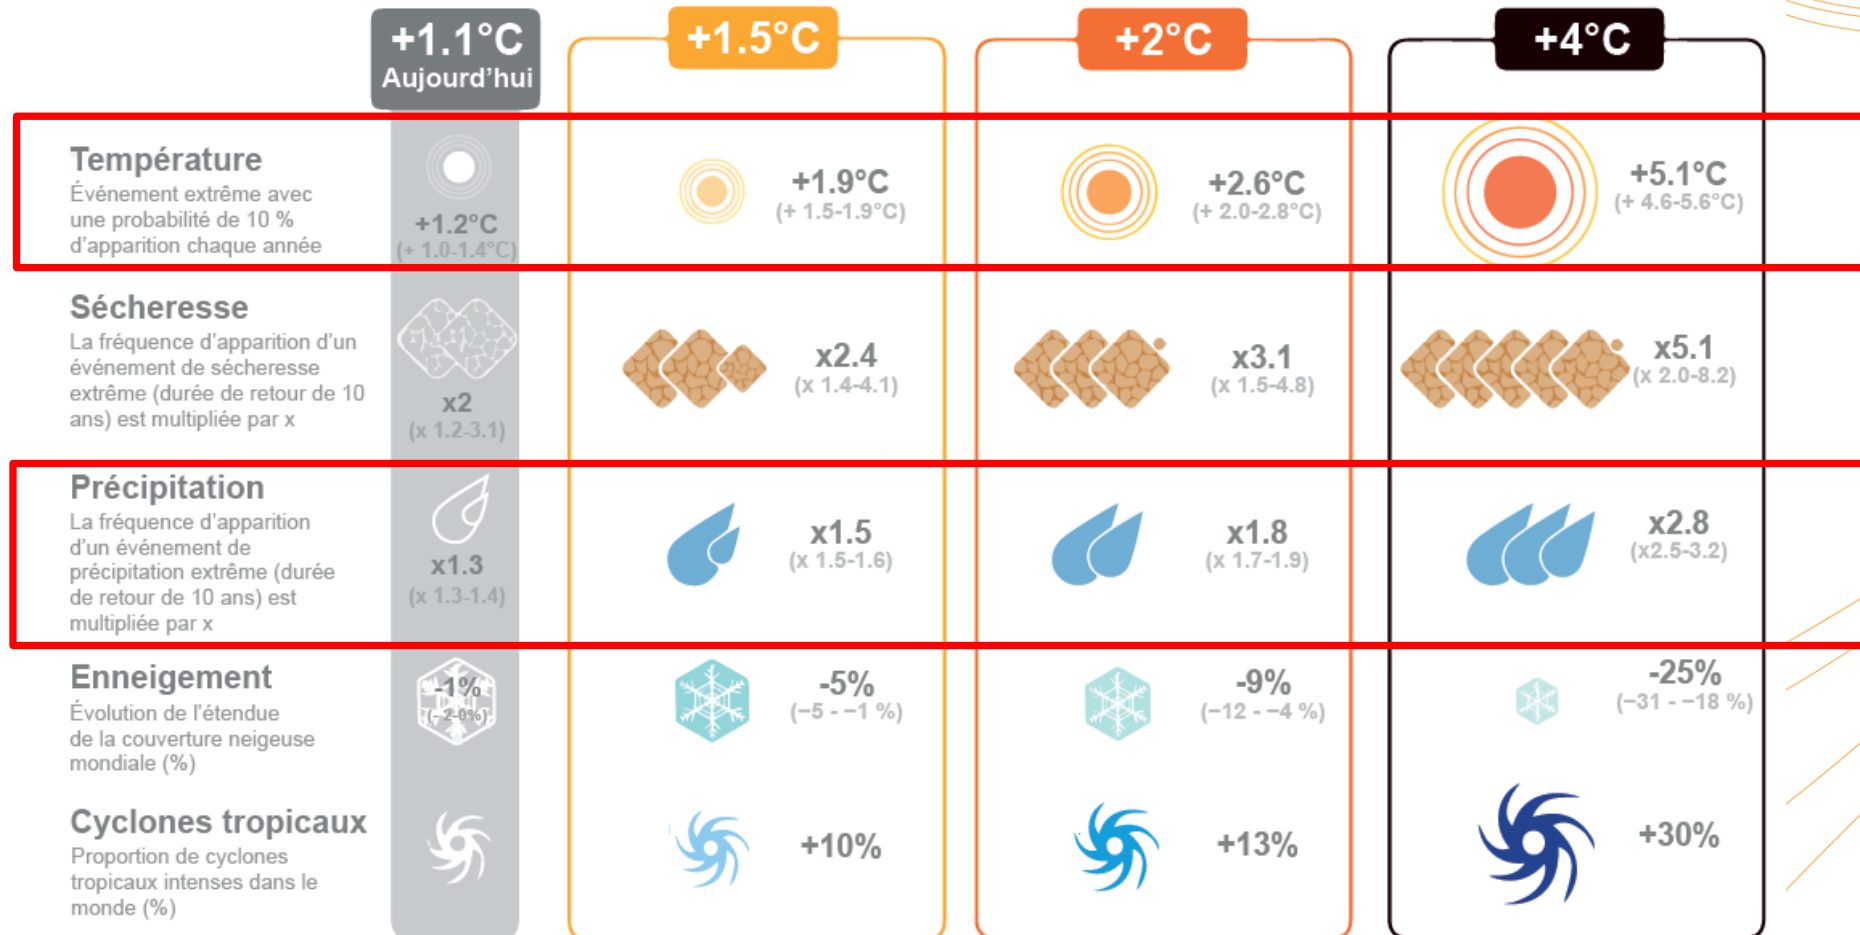 +1.1°C
Aujourd'hui
+1.5°C
+2°C
+4°C
Température
Événement extrême avec
une probabilité de 10 %
d'apparition chaque année
+1.2°C
(+ 1.0-1.4°C)
+1.9°C
(+ 1.5-1.9°C)
+2.6°C
(+ 2.0-2.8°C)
+5.1°C
(+ 4.6-5.6°C)
Sécheresse
La fréquence d'apparition d'un
événement de sécheresse
extrême (durée de retour de 10
ans) est multipliée par x
x2
(x 1.2-3.1)
x2.4
(x 1.4-4.1)
x3.1
(x 1.5-4.8)
x5.1
(x 2.0-8.2)
Précipitation
La fréquence d'apparition
d'un événement de
précipitation extrême (durée
de retour de 10 ans) est
multipliée par x
x1.3
(x 1.3-1.4)
x1.5
(x 1.5-1.6)
x1.8
(x 1.7-1.9)
x2.8
(x2.5-3.2)
Enneigement
Évolution de l'étendue
de la couverture neigeuse
mondiale (%)
-1%
(- 2-0%)
-5%
(−5 - −1 %)
-9%
(−12 - −4 %)
-25%
(−31 - −18 %)
Cyclones tropicaux
Proportion de cyclones
tropicaux intenses dans le
monde (%)
+10%
+13%
+30%